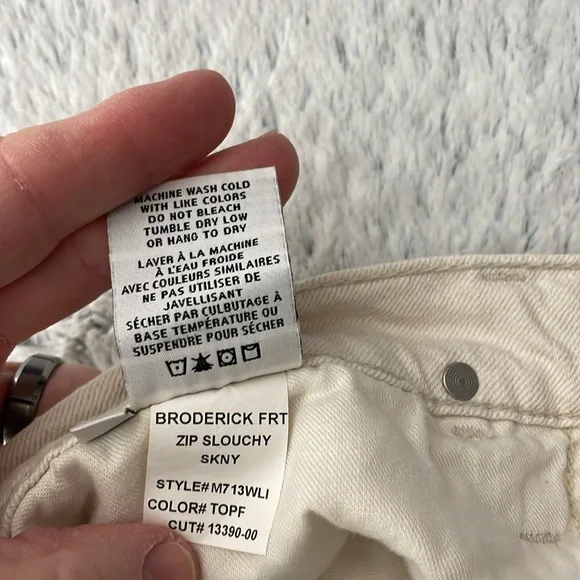 MACHINE WASH COLD
WITH LIKE COLORS
DO NOT BLEACH
TUMBLE DRY LOW
OR HANG TO DRY
LAVER À LA MACHINE
À L'EAU FROIDE
AVEC COULEURS SIMILAIRES
NE PAS UTILISER DE
JAVELLISANT
SÉCHER PAR CULBUTAGE À
BASE TEMPÉRATURE OU
SUSPENDRE POUR SÉCHER
BRODERICK FRT
ZIP SLOUCHY
SKNY
STYLE# M713WLI
COLOR# TOPF
CUT# 13390-00